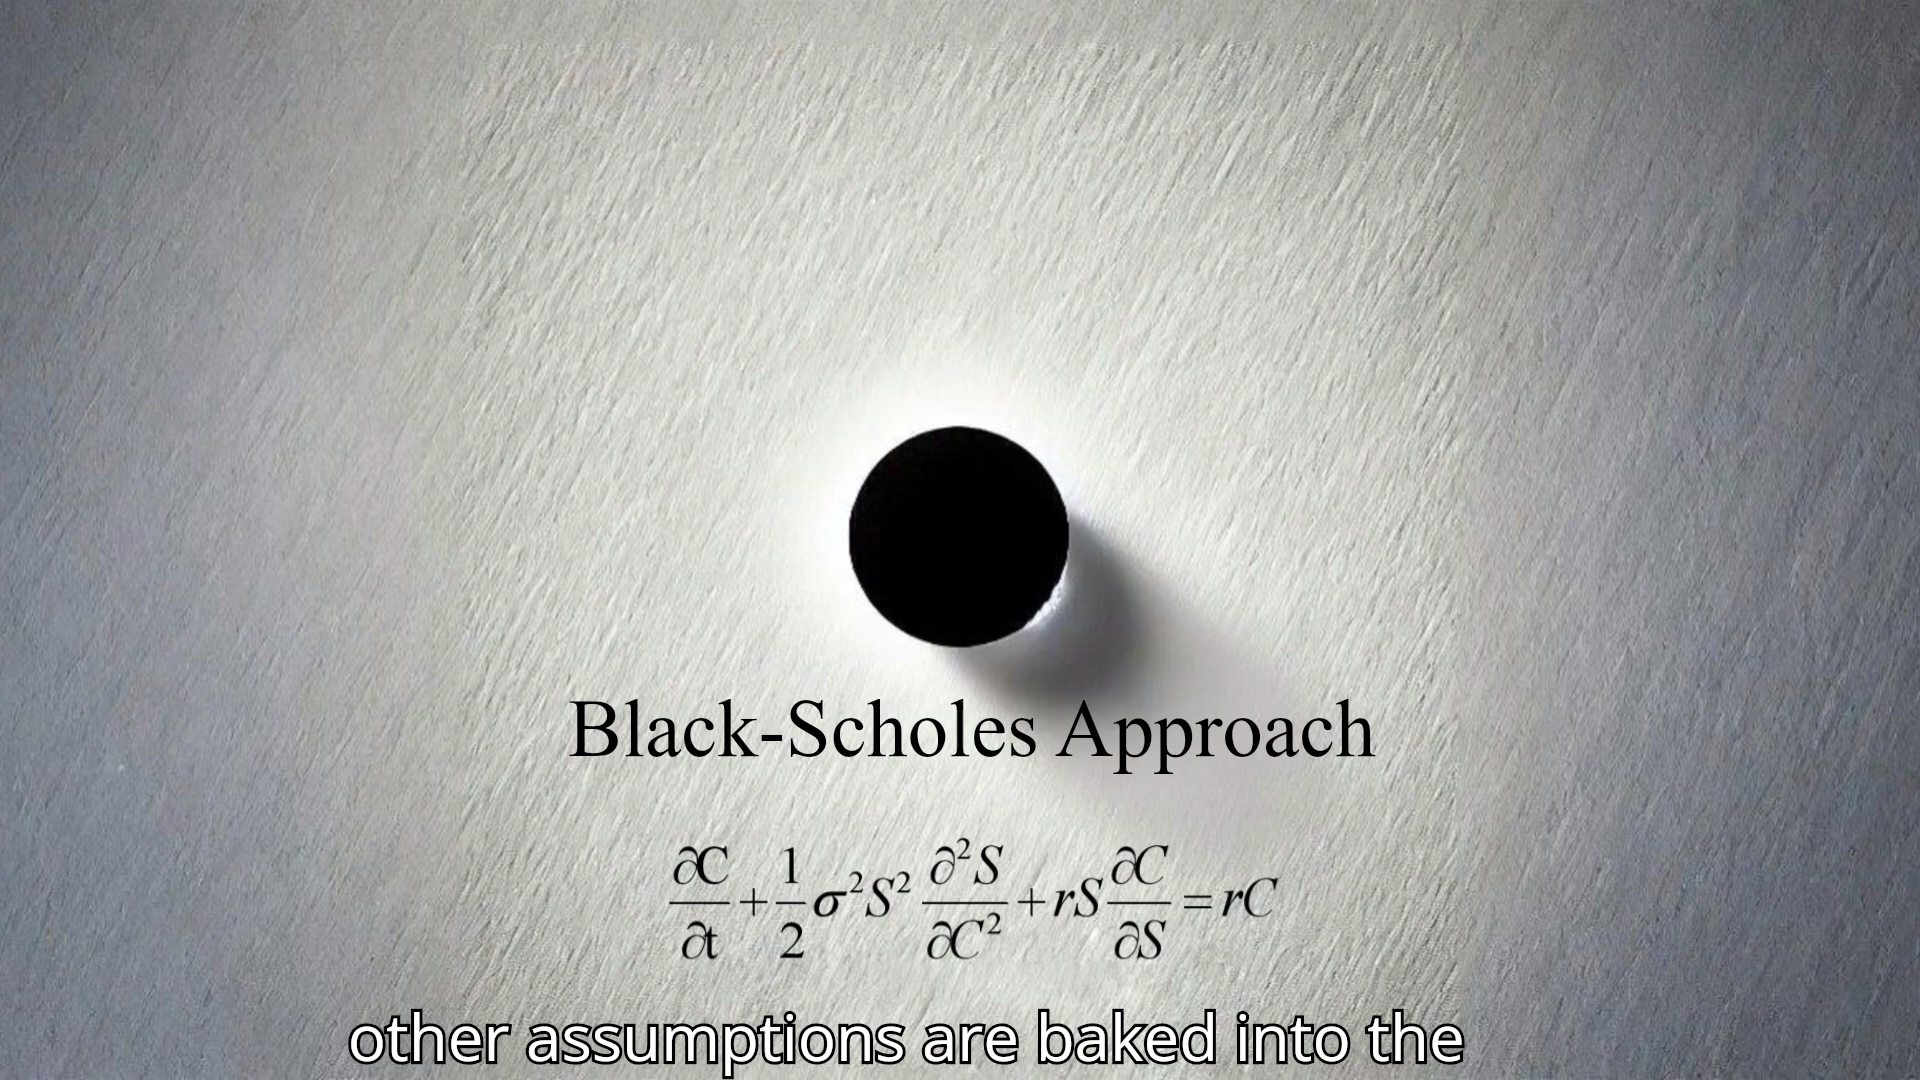 Black-Scholes Approach
∂C/∂t + 1/2 σ²S² ∂²S/∂C² + rS ∂C/∂S = rC
other assumptions are baked into the